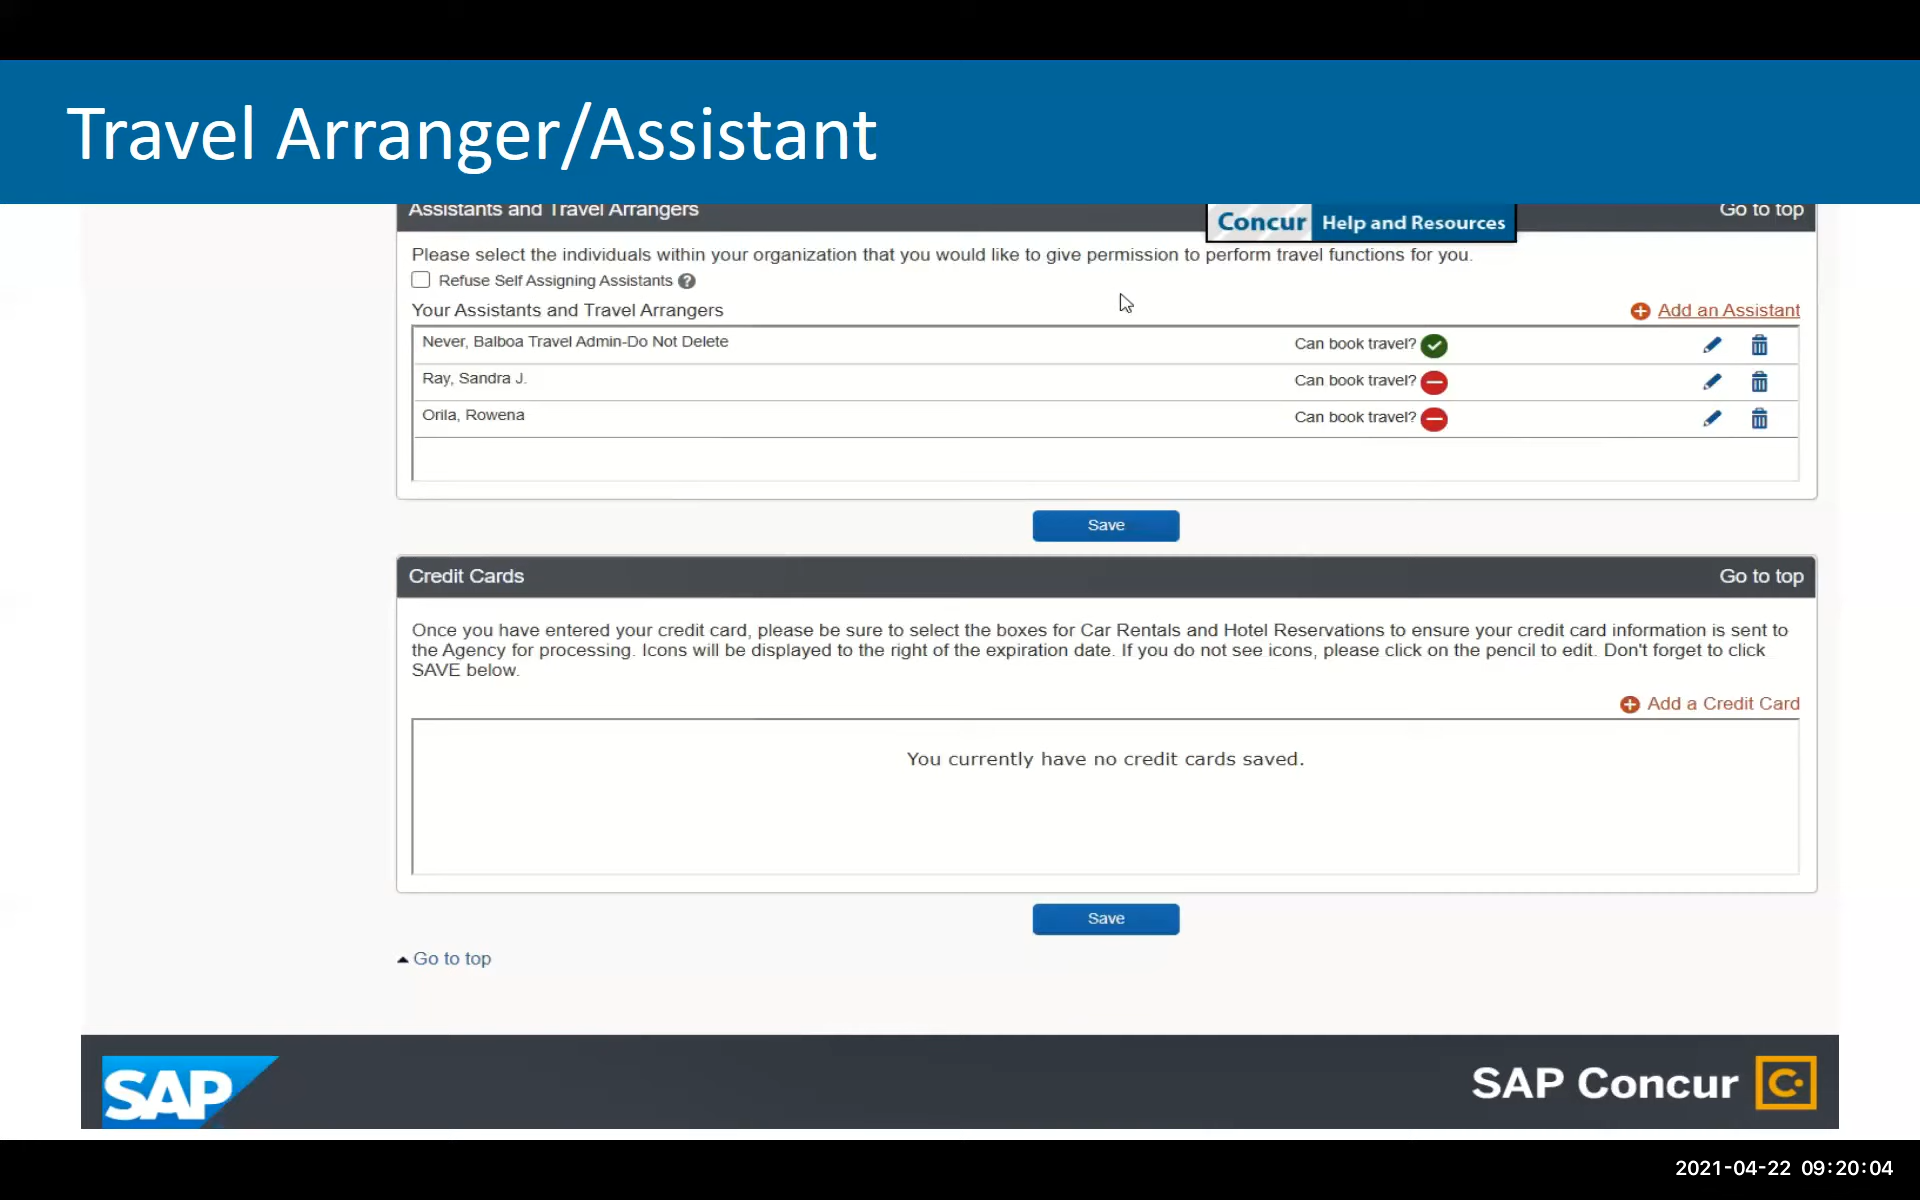 Travel Arranger/Assistant
Assistants and Travel Arrangers
Concur Help and Resources
Go to top
Please select the individuals within your organization that you would like to give permission to perform travel functions for you.
Refuse Self Assigning Assistants ?
Your Assistants and Travel Arrangers
Add an Assistant
Never, Balboa Travel Admin-Do Not Delete Can book travel?
Ray, Sandra J. Can book travel?
Orila, Rowena Can book travel?
Save
Credit Cards Go to top
Once you have entered your credit card, please be sure to select the boxes for Car Rentals and Hotel Reservations to ensure your credit card information is sent to
the Agency for processing. Icons will be displayed to the right of the expiration date. If you do not see icons, please click on the pencil to edit. Don't forget to click
SAVE below.
Add a Credit Card
You currently have no credit cards saved.
Save
Go to top
SAP
SAP Concur C
2021-04-22 09:20:04